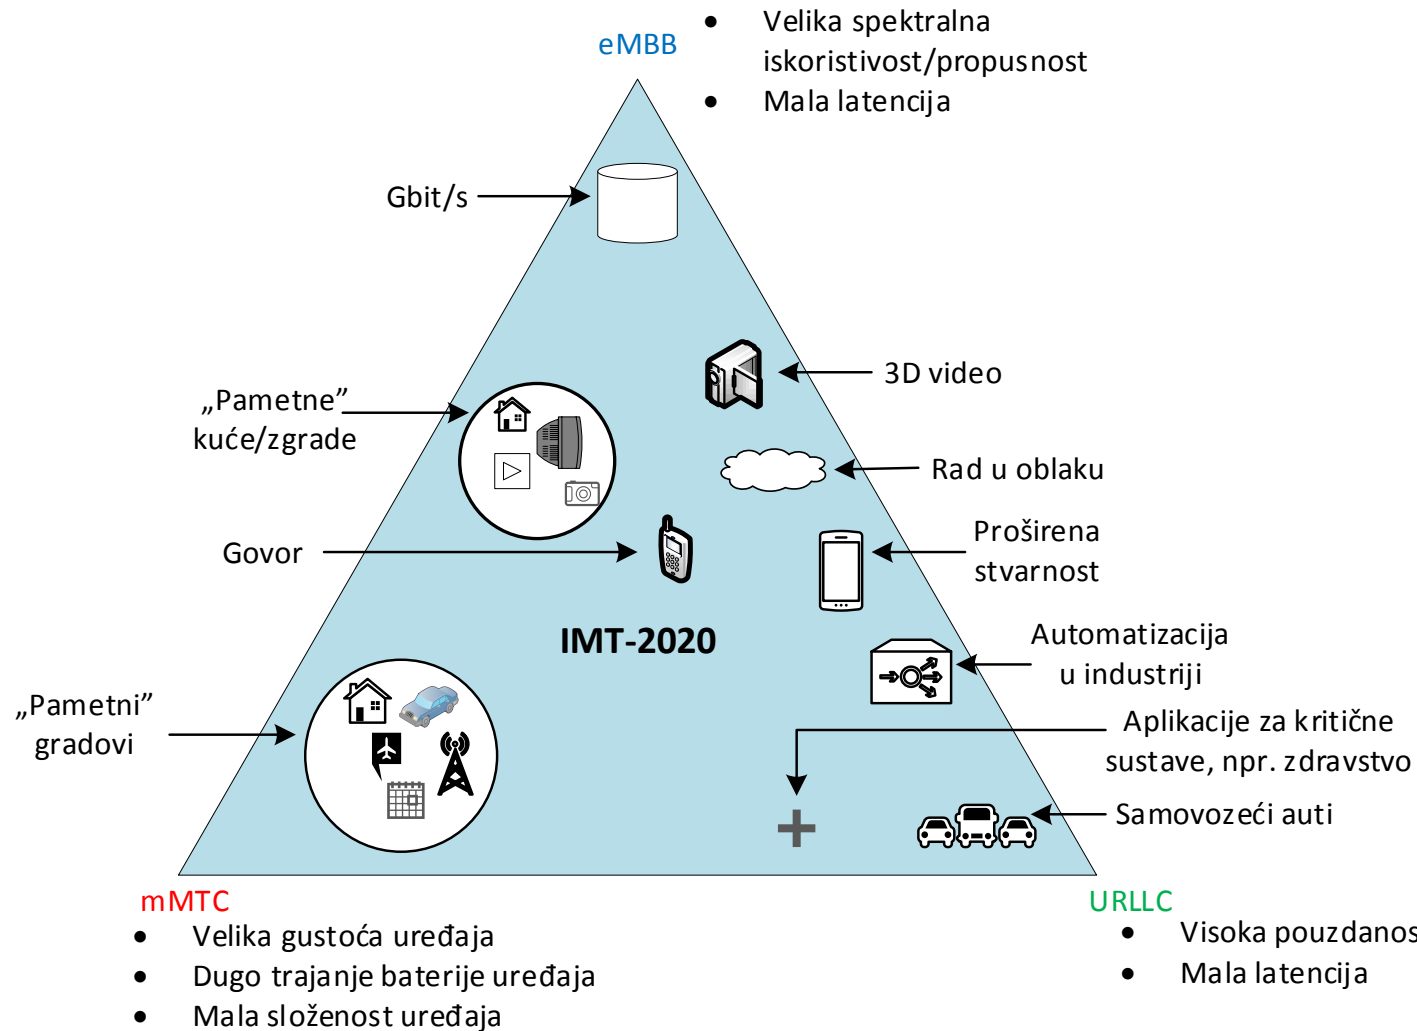 eMBB
• Velika spektralna
iskoristivost/propusnost
• Mala latencija
Gbit/s
3D video
„Pametne”
kuće/zgrade
Rad u oblaku
Govor
Proširena
stvarnost
IMT-2020
Automatizacija
u industriji
„Pametni”
gradovi
Aplikacije za kritične
sustave, npr. zdravstvo
Samovozeći auti
mMTC
• Velika gustoća uređaja
• Dugo trajanje baterije uređaja
• Mala složenost uređaja
URLLC
• Visoka pouzdanos
• Mala latencija